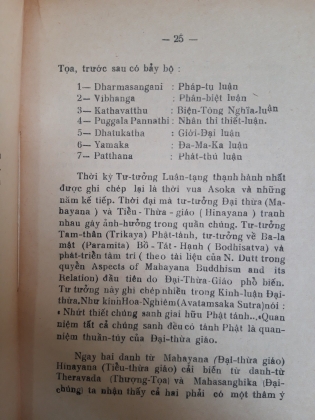 — 25 —
Tọa, trước sau có bảy bộ :
1— Dharmasangani : Pháp-tụ luận
2— Vibhanga : Phân-biệt luận
3— Kathavatthu : Biện-Tông Nghĩa-luận
4— Puggala Pannathi : Nhân thi thiết-luận.
5— Dhatukatha : Giới-Đại luận
6— Yamaka : Đa-Ma-Ka luận
7— Patthana : Phát-thú luận
Thời kỳ Tư-tưởng Luân-tạng thạnh hành nhất
được ghi chép lại là thời vua Asoka và những
năm kế tiếp. Thời đại mà tư-tưởng Đại thừa (Ma-
hayana ) và Tiểu - Thừa - giáo ( Hinayana ) tranh
nhau gây ảnh-hưởng trong quần chúng. Tư-tưởng
Tam-thân (Trikaya) Phật-tánh, tư-tưởng về Ba-la
mật (Paramita) Bồ - Tát - Hạnh ( Bodhisatva ) và
phát-triển tâm trí ( theo tài liệu của N. Dutt trong
quyển Aspects of Mahayana Buddhism and its
Relation) đầu tiên do Đại-Thừa-Giáo phổ biến.
Tư tưởng này ghi chép nhiều trong Kinh-luận Đại-
thừa,Như kinhHoa-Nghiêm(Avatamsaka Sutra)nói :
« Nhứt thiết chúng sanh giai hữu Phật tánh..«Quan
niệm tất cả chúng sanh đều có tánh Phật là quan-
niệm thuần-túy của Đại-thừa giáo.
Ngay hai danh từ Mahayana (Đại-thừa giáo)
Hinayana (Tiểu-thừa giáo) cải biến từ danh-từ
Theravada (Thượng-Tọa) và Mahasanghika (Đại-
chúng) ta nhận thấy cả hai phái có một thâm ý